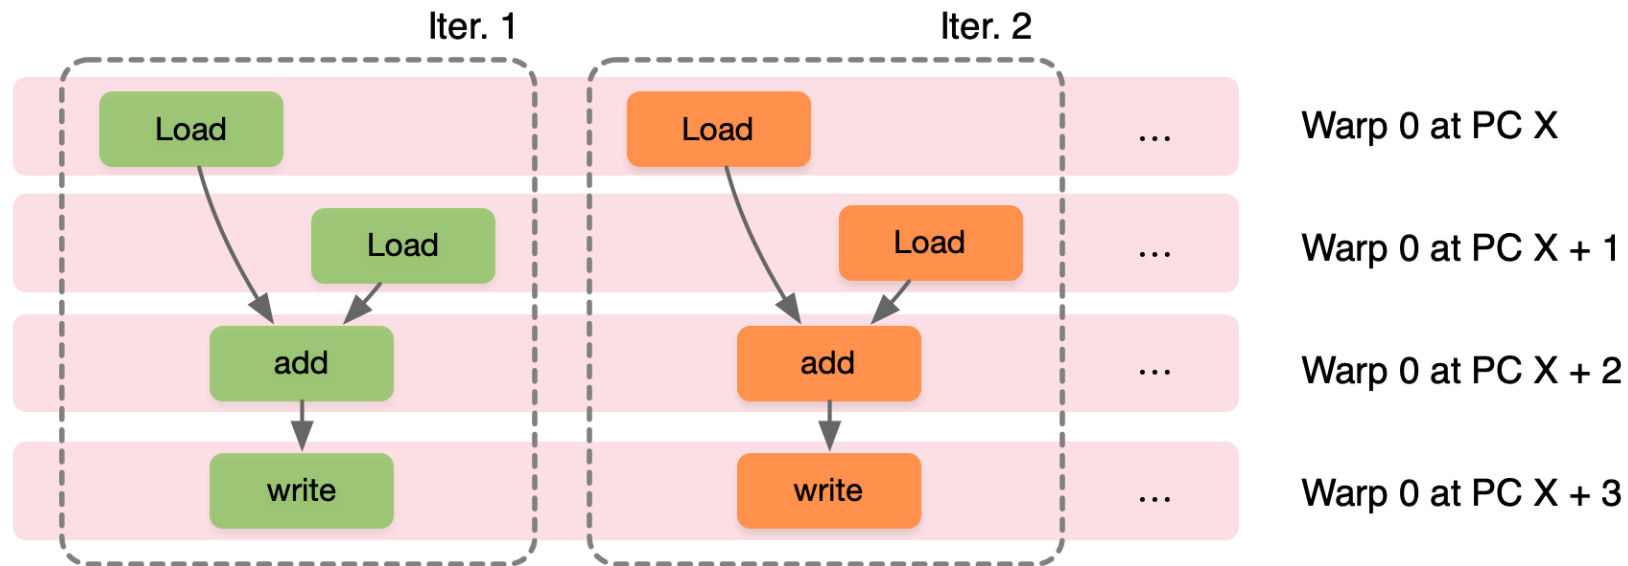 Iter. 1
Iter. 2
Load
Load
...
Warp 0 at PC X
Load
Load
...
Warp 0 at PC X + 1
add
add
...
Warp 0 at PC X + 2
write
write
...
Warp 0 at PC X + 3